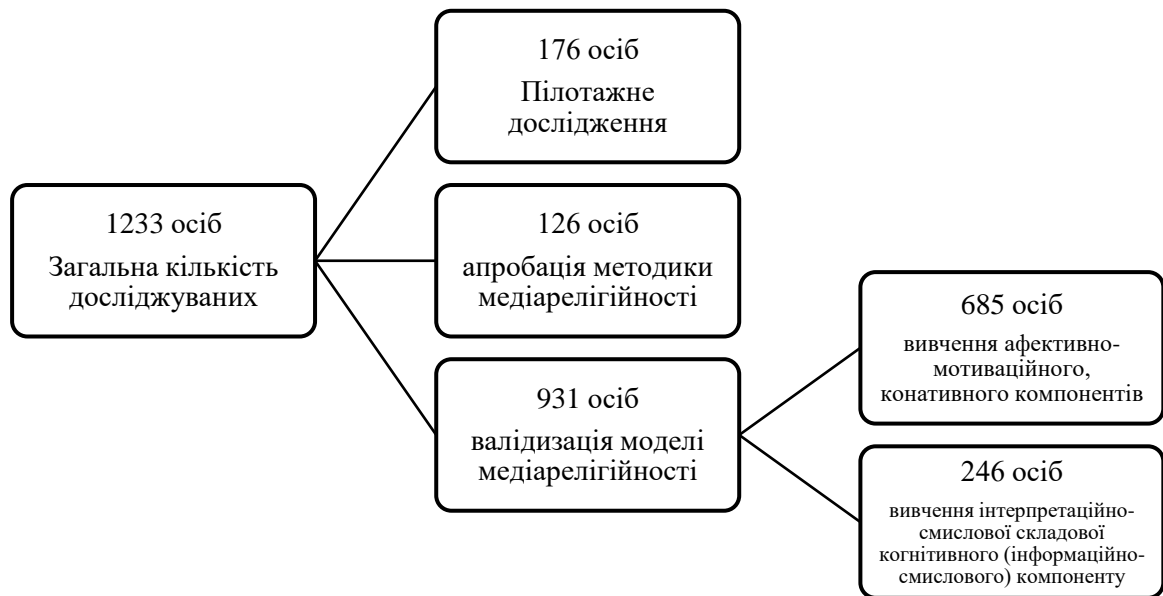 1233 осіб
Загальна кількість
досліджуваних
176 осіб
Пілотажне
дослідження
126 осіб
апробація методики
медіарелігійності
931 осіб
валідизація моделі
медіарелігійності
685 осіб
вивчення афективно-
мотиваційного,
конативного компонентів
246 осіб
вивчення інтерпретаційно-
смислової складової
когнітивного (інформаційно-
смислового) компоненту